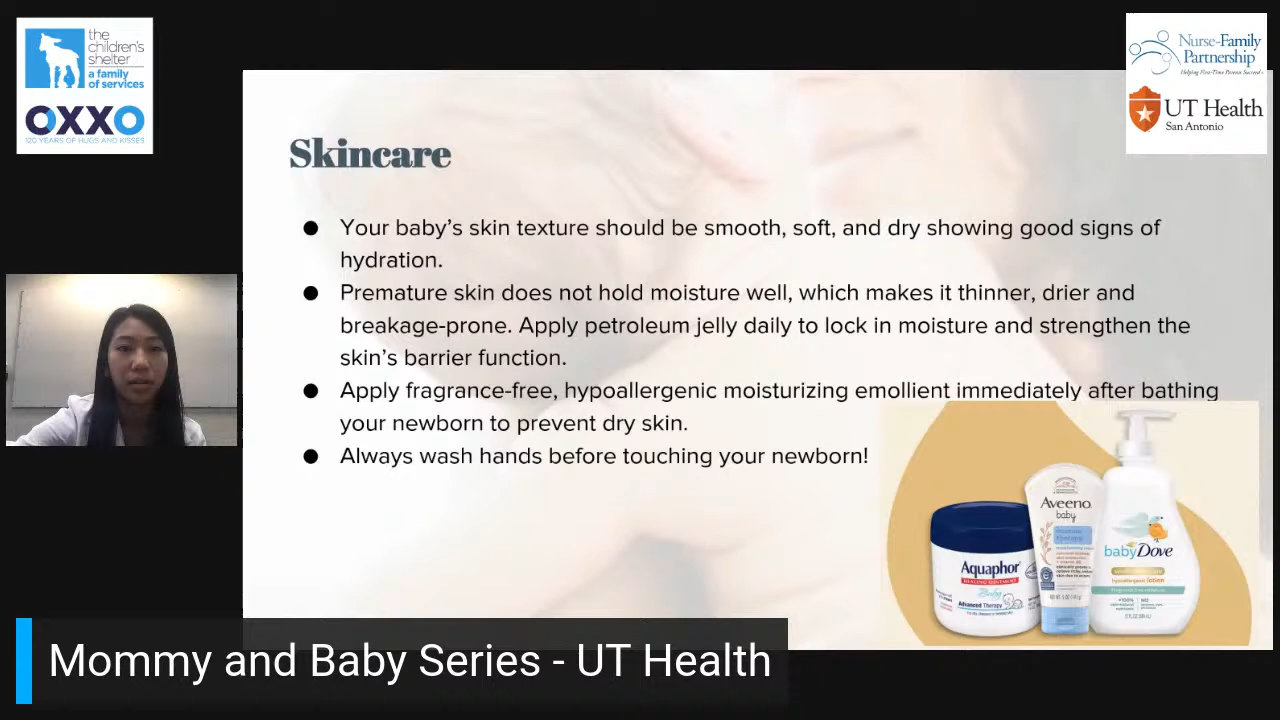 the
children's
shelter
a family
of services
OXXO
120 YEARS OF HUGS AND KISSES
Nurse-Family
Partnership
Helping First-Time Parents Succeed
UT Health
San Antonio
Skincare
● Your baby's skin texture should be smooth, soft, and dry showing good signs of
hydration.
● Premature skin does not hold moisture well, which makes it thinner, drier and
breakage-prone. Apply petroleum jelly daily to lock in moisture and strengthen the
skin's barrier function.
● Apply fragrance-free, hypoallergenic moisturizing emollient immediately after bathing
your newborn to prevent dry skin.
● Always wash hands before touching your newborn!
Aquaphor
HEALING OINTMENT
Baby
Advanced Therapy
Aveeno
baby
baby Dove
hypoallergenic lotion
Mommy and Baby Series - UT Health